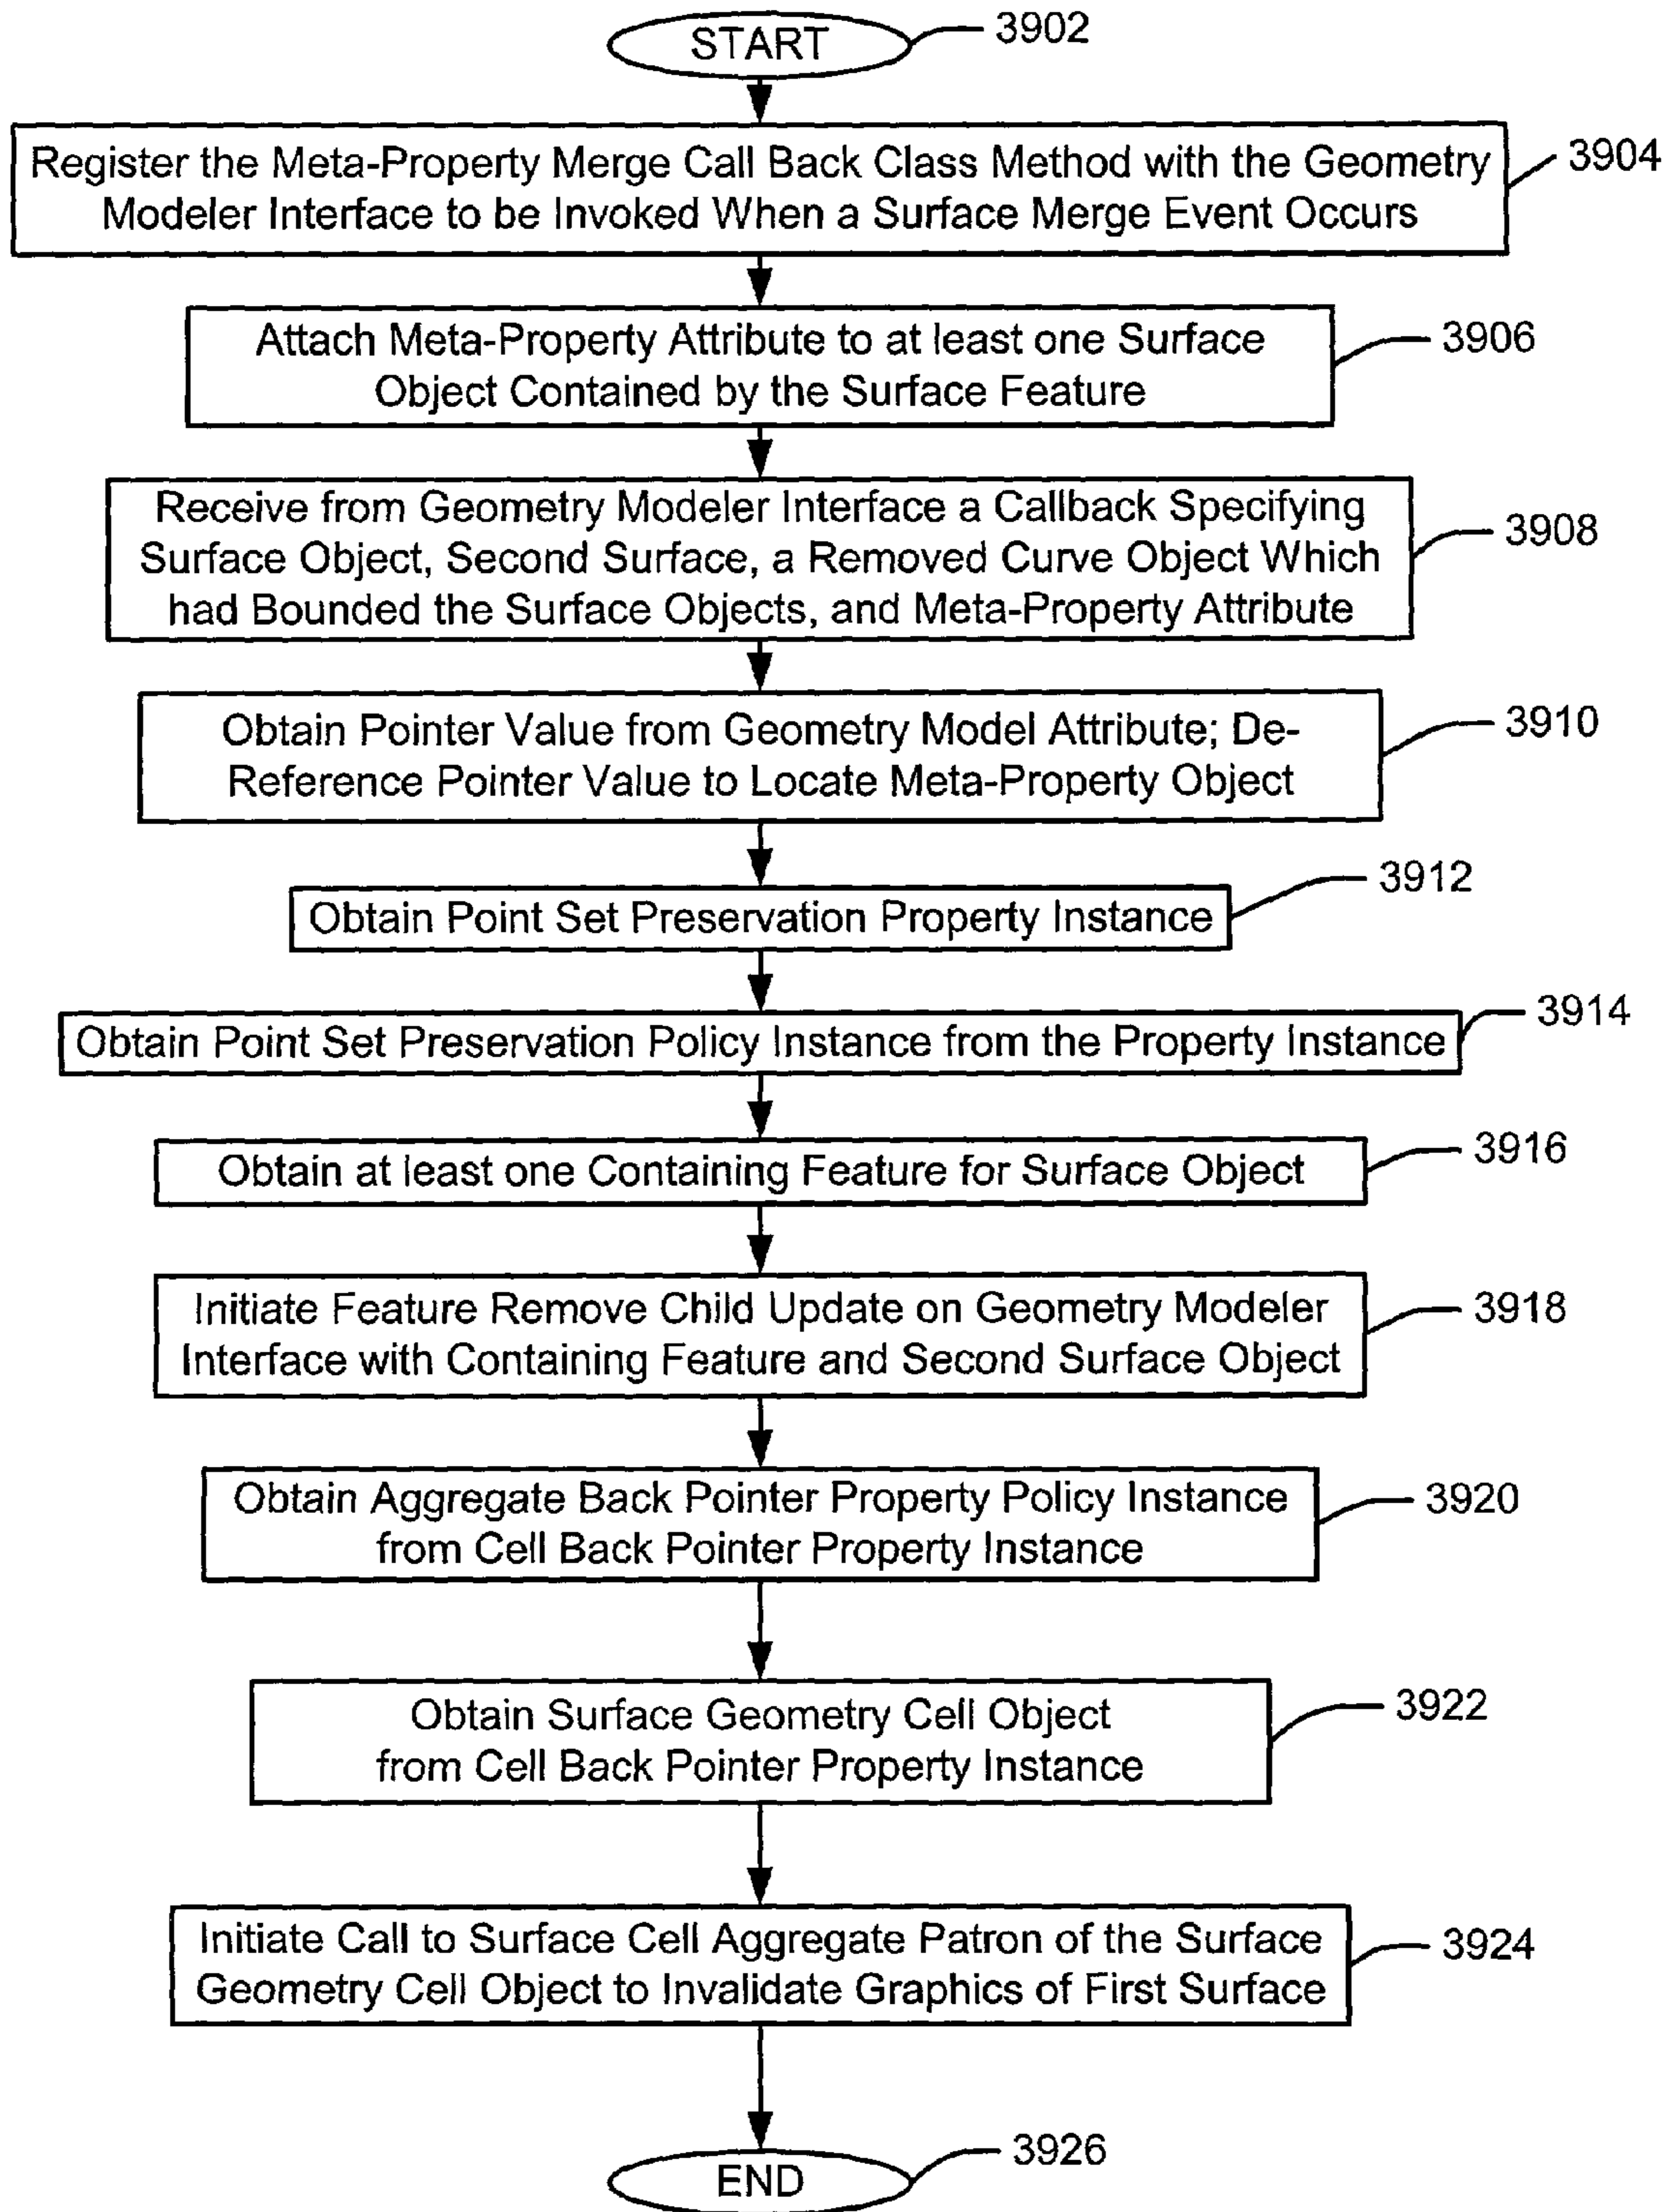 START
3902
Register the Meta-Property Merge Call Back Class Method with the Geometry
Modeler Interface to be Invoked When a Surface Merge Event Occurs
3904
Attach Meta-Property Attribute to at least one Surface
Object Contained by the Surface Feature
3906
Receive from Geometry Modeler Interface a Callback Specifying
Surface Object, Second Surface, a Removed Curve Object Which
had Bounded the Surface Objects, and Meta-Property Attribute
3908
Obtain Pointer Value from Geometry Model Attribute; De-
Reference Pointer Value to Locate Meta-Property Object
3910
Obtain Point Set Preservation Property Instance
3912
Obtain Point Set Preservation Policy Instance from the Property Instance
3914
Obtain at least one Containing Feature for Surface Object
3916
Initiate Feature Remove Child Update on Geometry Modeler
Interface with Containing Feature and Second Surface Object
3918
Obtain Aggregate Back Pointer Property Policy Instance
from Cell Back Pointer Property Instance
3920
Obtain Surface Geometry Cell Object
from Cell Back Pointer Property Instance
3922
Initiate Call to Surface Cell Aggregate Patron of the Surface
Geometry Cell Object to Invalidate Graphics of First Surface
3924
END
3926